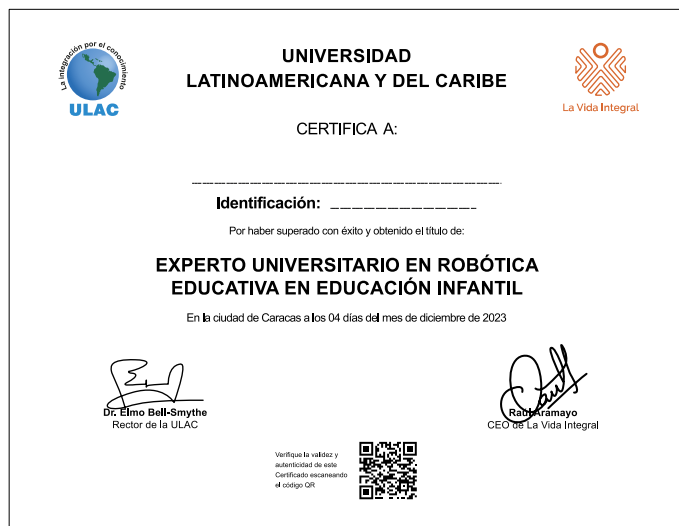 La integración por el conocimiento
ULAC
UNIVERSIDAD
LATINOAMERICANA Y DEL CARIBE
La Vida Integral
CERTIFICA A:
Identificación:
Por haber superado con éxito y obtenido el título de:
EXPERTO UNIVERSITARIO EN ROBÓTICA
EDUCATIVA EN EDUCACIÓN INFANTIL
En la ciudad de Caracas a los 04 días del mes de diciembre de 2023
Dr. Elmo Bell-Smythe
Rector de la ULAC
Raúl Aramayo
CEO de La Vida Integral
Verifique la validez y
autenticidad de este
Certificado escaneando
el código QR